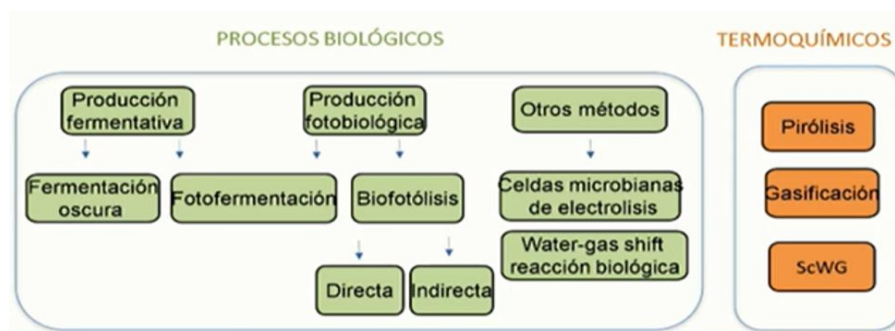 PROCESOS BIOLÓGICOS
TERMOQUÍMICOS
Producción
fermentativa
Producción
fotobiológica
Otros métodos
Fermentación
oscura
Fotofermentación
Biofotólisis
Celdas microbianas
de electrolisis
Water-gas shift
reacción biológica
Directa
Indirecta
Pirólisis
Gasificación
ScWG